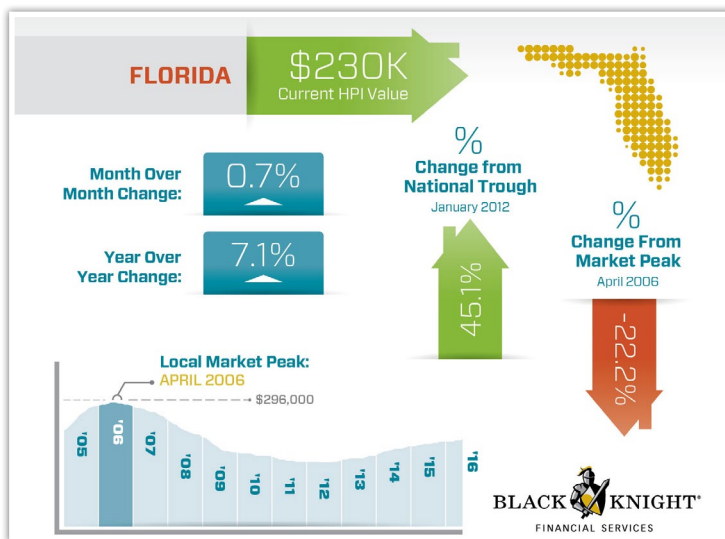 FLORIDA
$230K
Current HPI Value
Month Over
Month Change:
0.7%
Year Over
Year Change:
7.1%
%
Change from
National Trough
January 2012
45.1%
%
Change From
Market Peak
April 2006
-22.2%
Local Market Peak:
APRIL 2006
$296,000
'05
'06
'07
'08
'09
'10
'11
'12
'13
'14
'15
'16
BLACK KNIGHT®
FINANCIAL SERVICES